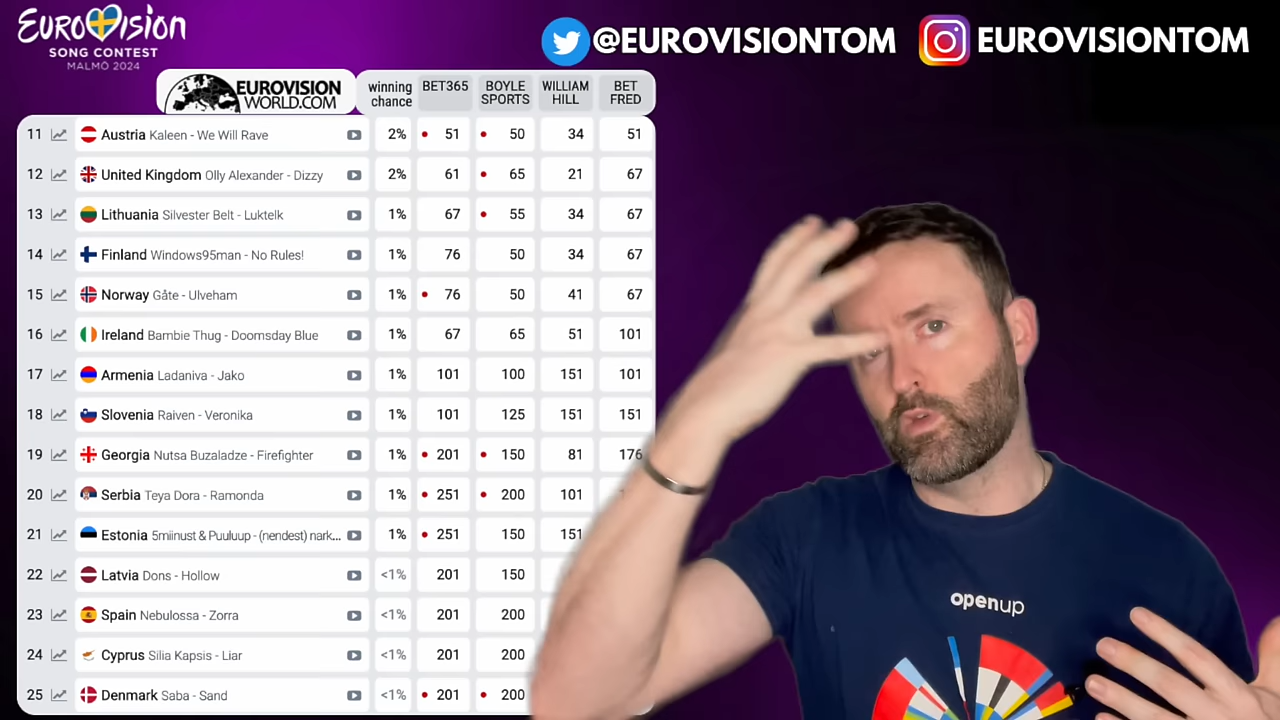 EUROVISION
SONG CONTEST
MALMÖ 2024
@EUROVISIONTOM
EUROVISIONTOM
EUROVISION
WORLD.COM
winning chance BET365 BOYLE SPORTS WILLIAM HILL BET FRED
11 Austria Kaleen - We Will Rave 2% 51 50 34 51
12 United Kingdom Olly Alexander - Dizzy 2% 61 65 21 67
13 Lithuania Silvester Belt - Luktelk 1% 67 55 34 67
14 Finland Windows95man - No Rules! 1% 76 50 34 67
15 Norway Gåte - Ulveham 1% 76 50 41 67
16 Ireland Bambie Thug - Doomsday Blue 1% 67 65 51 101
17 Armenia Ladaniva - Jako 1% 101 100 151 101
18 Slovenia Raiven - Veronika 1% 101 125 151 151
19 Georgia Nutsa Buzaladze - Firefighter 1% 201 150 81 176
20 Serbia Teya Dora - Ramonda 1% 251 200 101
21 Estonia 5miinust & Puuluup - (nendest) nark... 1% 251 150 151
22 Latvia Dons - Hollow <1% 201 150
23 Spain Nebulossa - Zorra <1% 201 200
24 Cyprus Silia Kapsis - Liar <1% 201 200
25 Denmark Saba - Sand <1% 201 200
openup